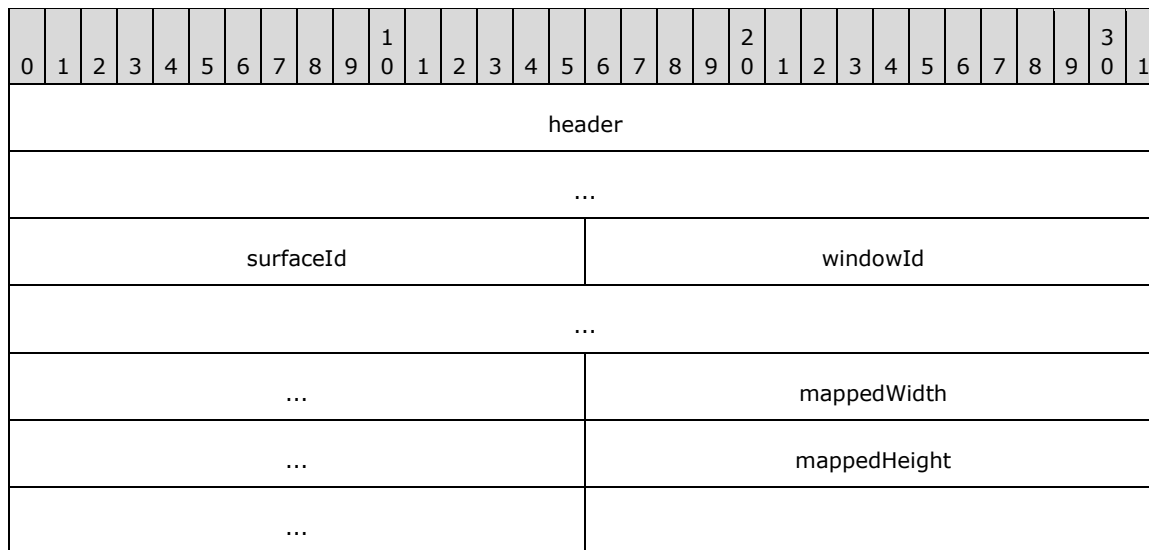 1 2 3
0 1 2 3 4 5 6 7 8 9 0 1 2 3 4 5 6 7 8 9 0 1 2 3 4 5 6 7 8 9 0 1
header
...
surfaceId windowId
...
... mappedWidth
... mappedHeight
...